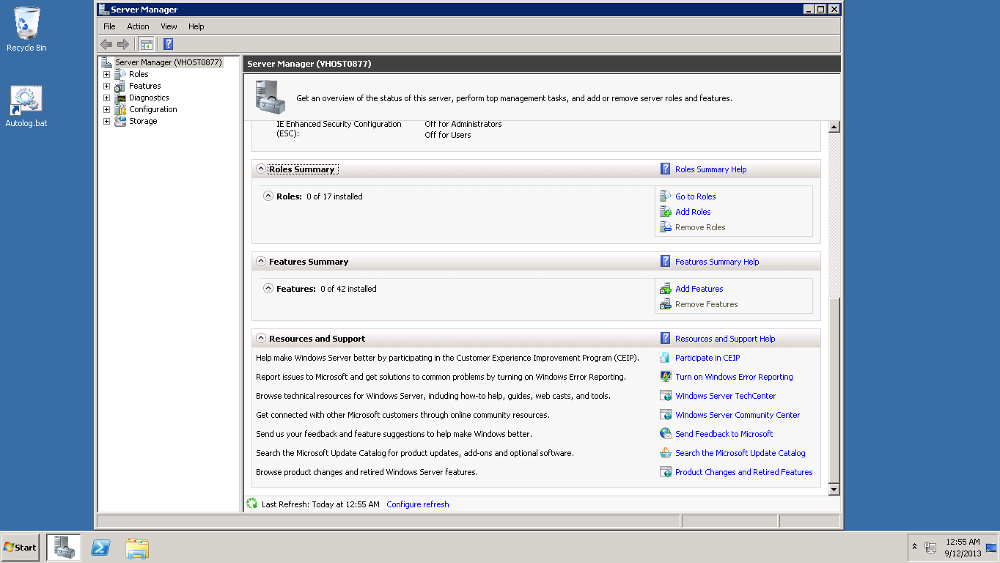 Recycle Bin
Autolog.bat
Server Manager
File Action View Help
Server Manager (VHOST0877)
Roles
Features
Diagnostics
Configuration
Storage
Server Manager (VHOST0877)
Get an overview of the status of this server, perform top management tasks, and add or remove server roles and features.
IE Enhanced Security Configuration (ESC):
Off for Administrators
Off for Users
Roles Summary
Roles Summary Help
Roles: 0 of 17 installed
Go to Roles
Add Roles
Remove Roles
Features Summary
Features Summary Help
Features: 0 of 42 installed
Add Features
Remove Features
Resources and Support
Resources and Support Help
Help make Windows Server better by participating in the Customer Experience Improvement Program (CEIP).
Participate in CEIP
Report issues to Microsoft and get solutions to common problems by turning on Windows Error Reporting.
Turn on Windows Error Reporting
Browse technical resources for Windows Server, including how-to help, guides, web casts, and tools.
Windows Server TechCenter
Get connected with other Microsoft customers through online community resources.
Windows Server Community Center
Send us your feedback and feature suggestions to help make Windows better.
Send Feedback to Microsoft
Search the Microsoft Update Catalog for product updates, add-ons and optional software.
Search the Microsoft Update Catalog
Browse product changes and retired Windows Server features.
Product Changes and Retired Features
Last Refresh: Today at 12:55 AM Configure refresh
Start
12:55 AM
9/12/2013